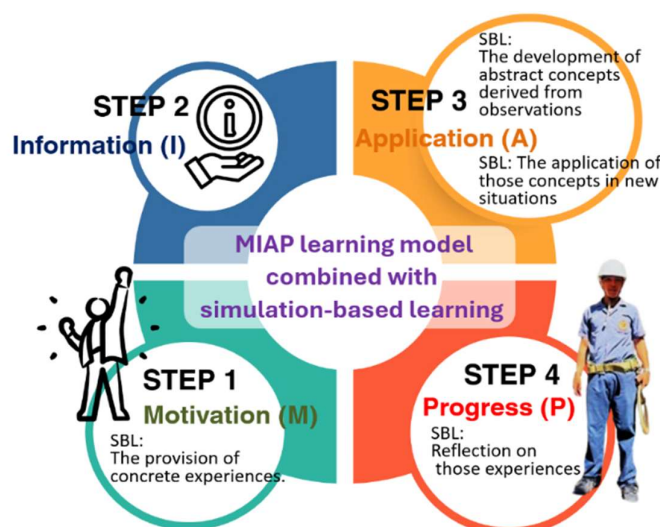 STEP 1
Motivation (M)
SBL:
The provision of
concrete experiences.
STEP 2
Information (I)
STEP 3
Application (A)
SBL:
The development of
abstract concepts
derived from
observations
SBL: The application of
those concepts in new
situations
STEP 4
Progress (P)
SBL:
Reflection on
those experiences
MIAP learning model
combined with
simulation-based learning